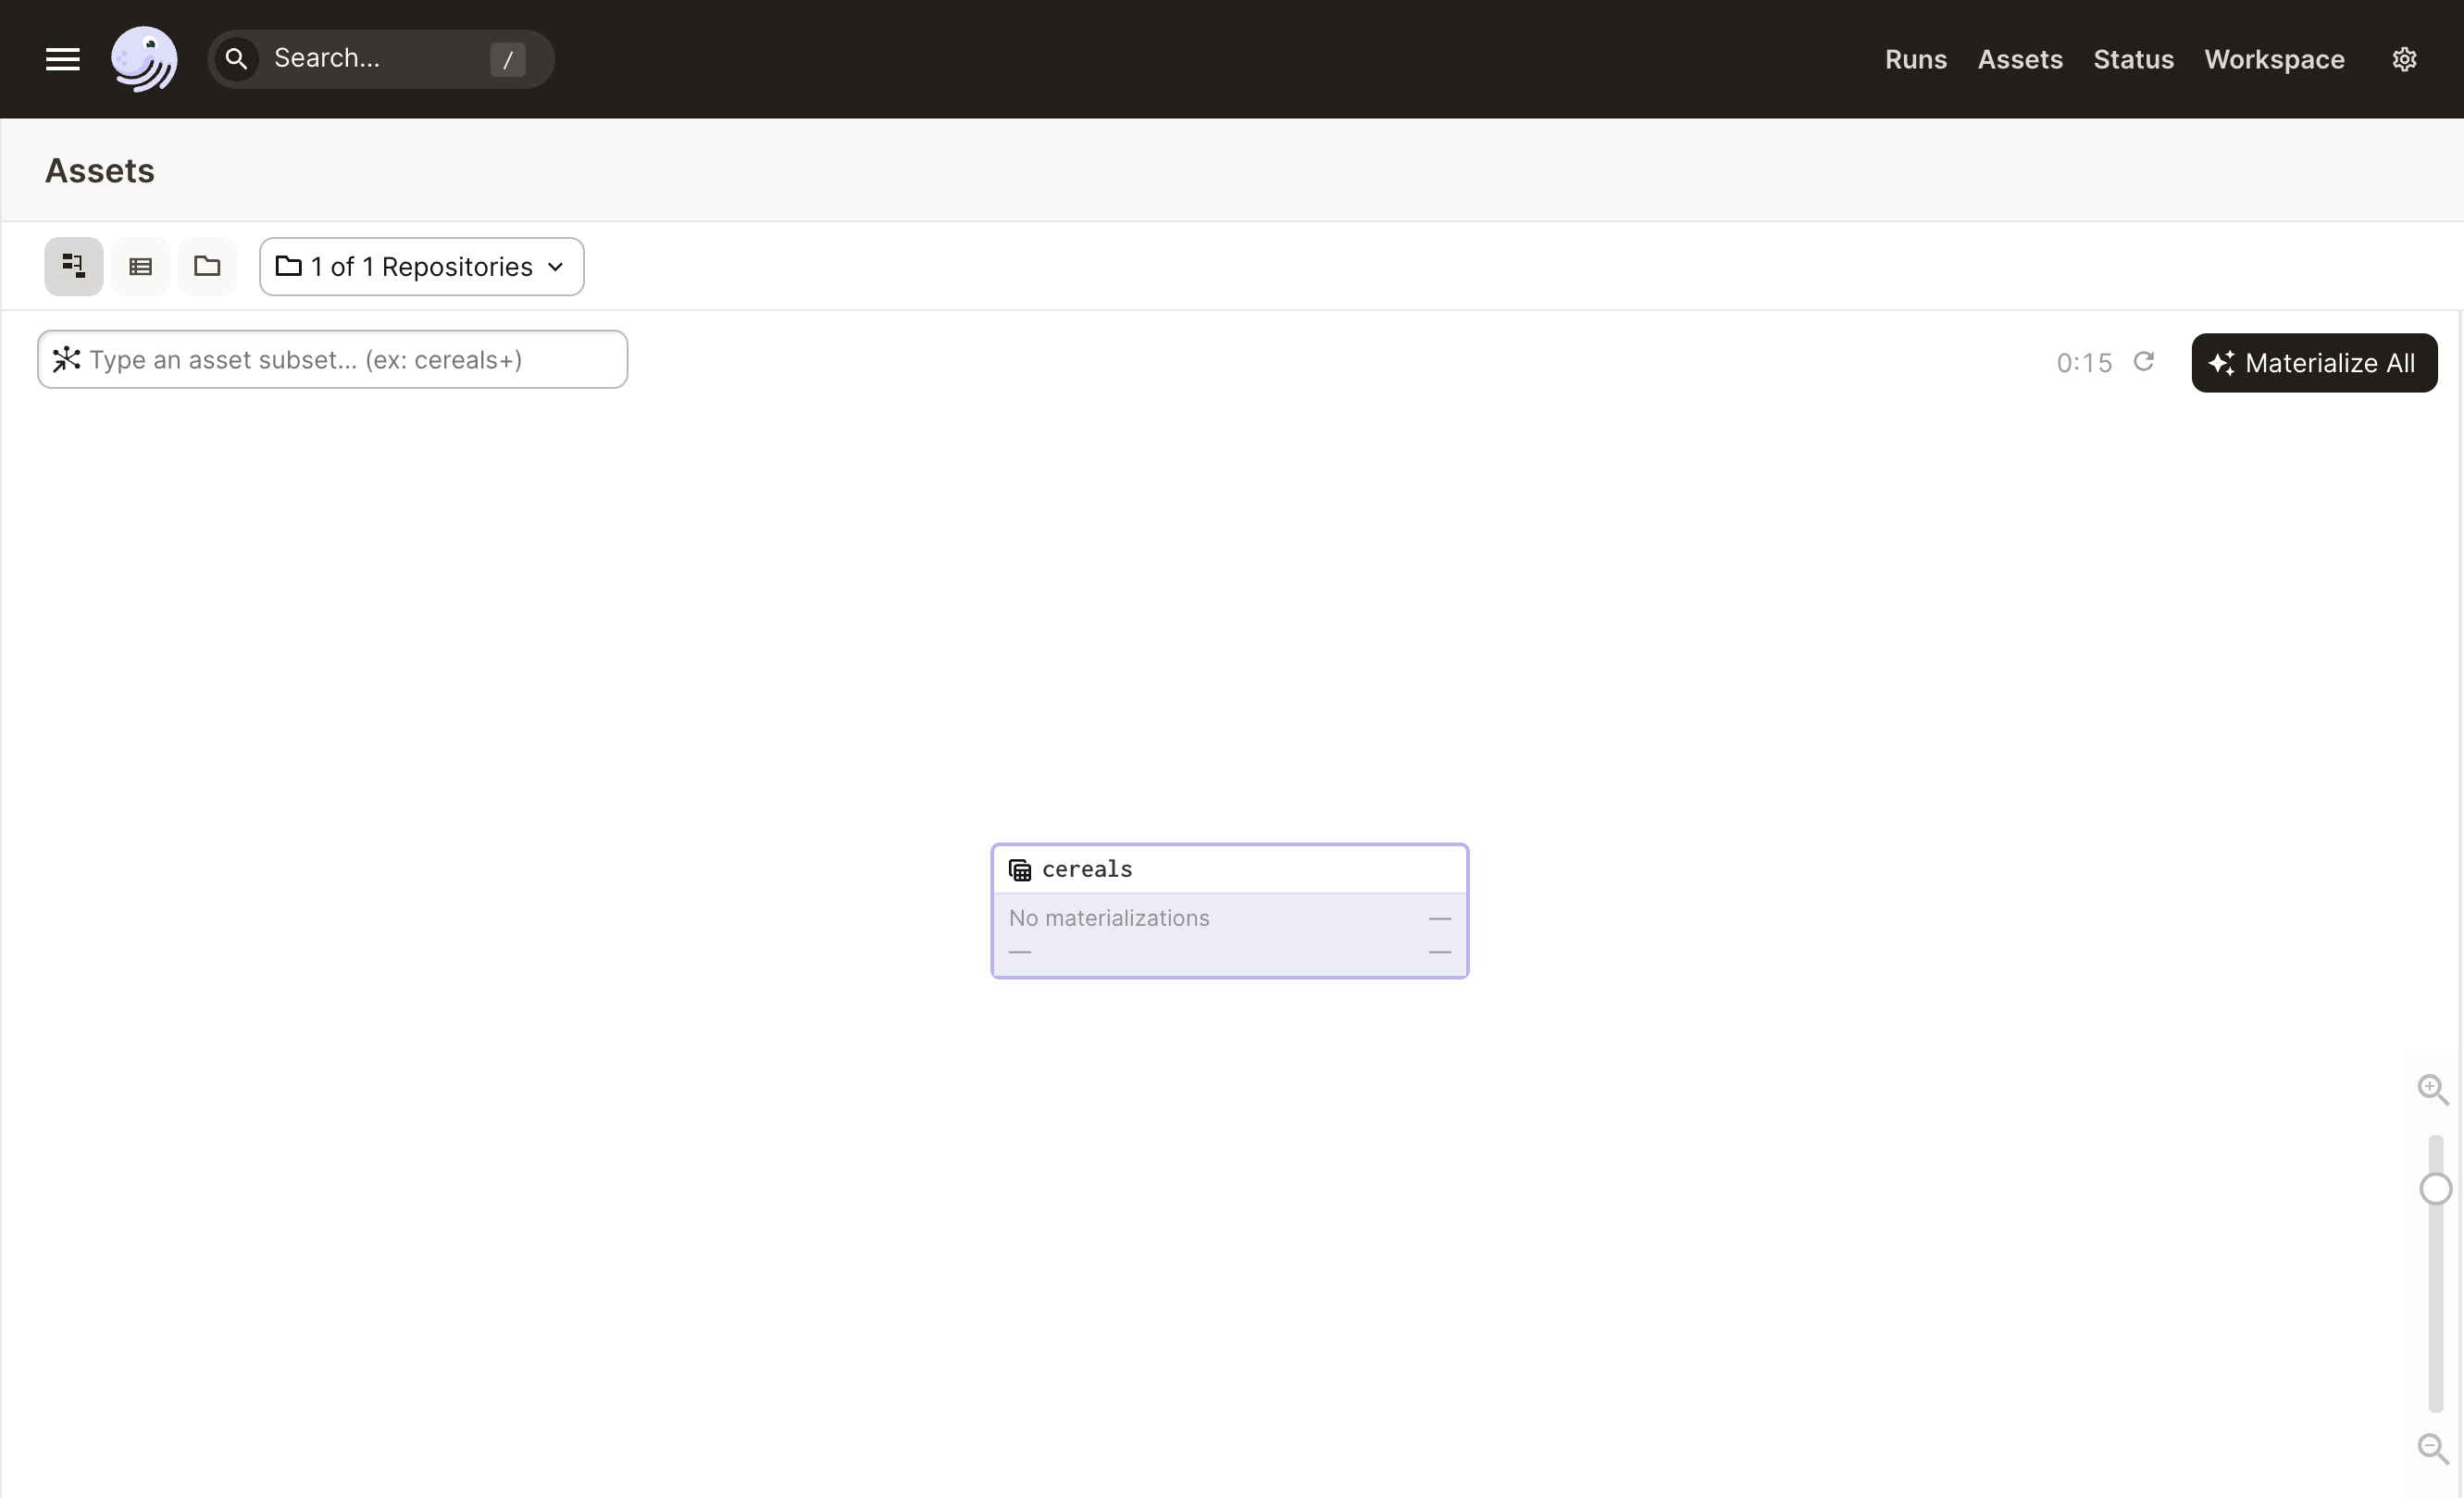 Search... /
Runs Assets Status Workspace
Assets
1 of 1 Repositories
Type an asset subset... (ex: cereals+)
0:15 Materialize All
cereals
No materializations —
— —